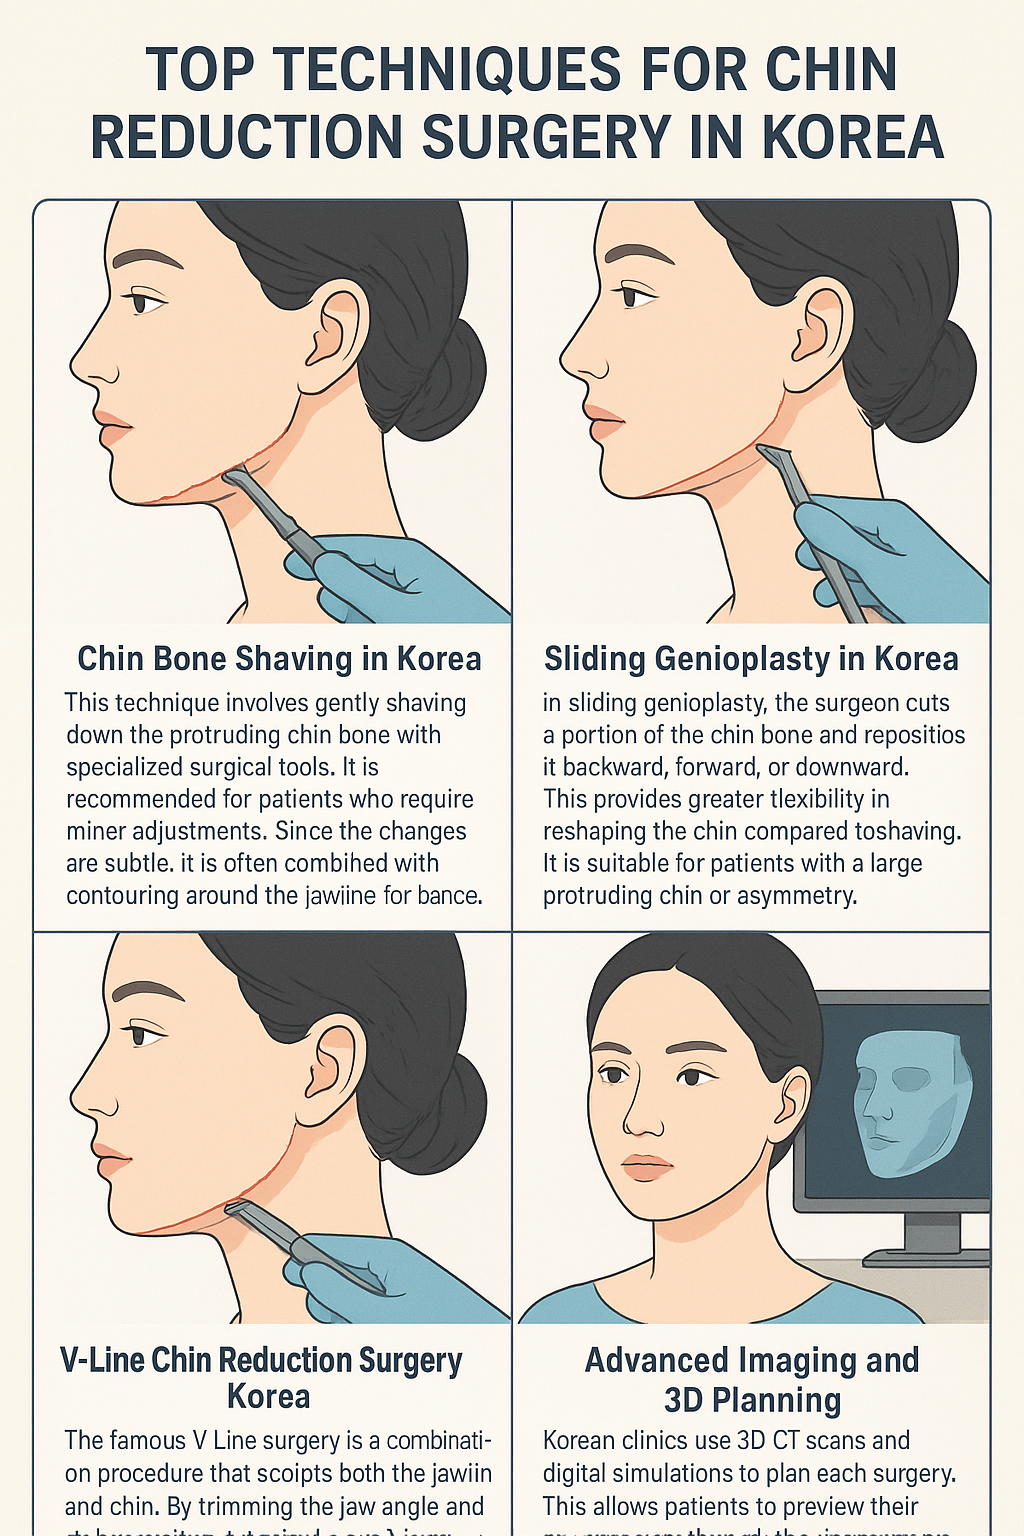 TOP TECHNIQUES FOR CHIN
REDUCTION SURGERY IN KOREA
Chin Bone Shaving in Korea
This technique involves gently shaving
down the protruding chin bone with
specialized surgical tools. It is
recommended for patients who require
miner adjustments. Since the changes
are subtle. it is often combihed with
contouring around the jawiine for bance.
Sliding Genioplasty in Korea
in sliding genioplasty, the surgeon cuts
a portion of the chin bone and repositios
it backward, forward, or downward.
This provides greater tlexibility in
reshaping the chin compared toshaving.
It is suitable for patients with a large
protruding chin or asymmetry.
V-Line Chin Reduction Surgery
Korea
The famous V Line surgery is a combinati-
on procedure that scoipts both the jawiin
and chin. By trimming the jaw angle and
Advanced Imaging and
3D Planning
Korean clinics use 3D CT scans and
digital simulations to plan each surgery.
This allows patients to preview their